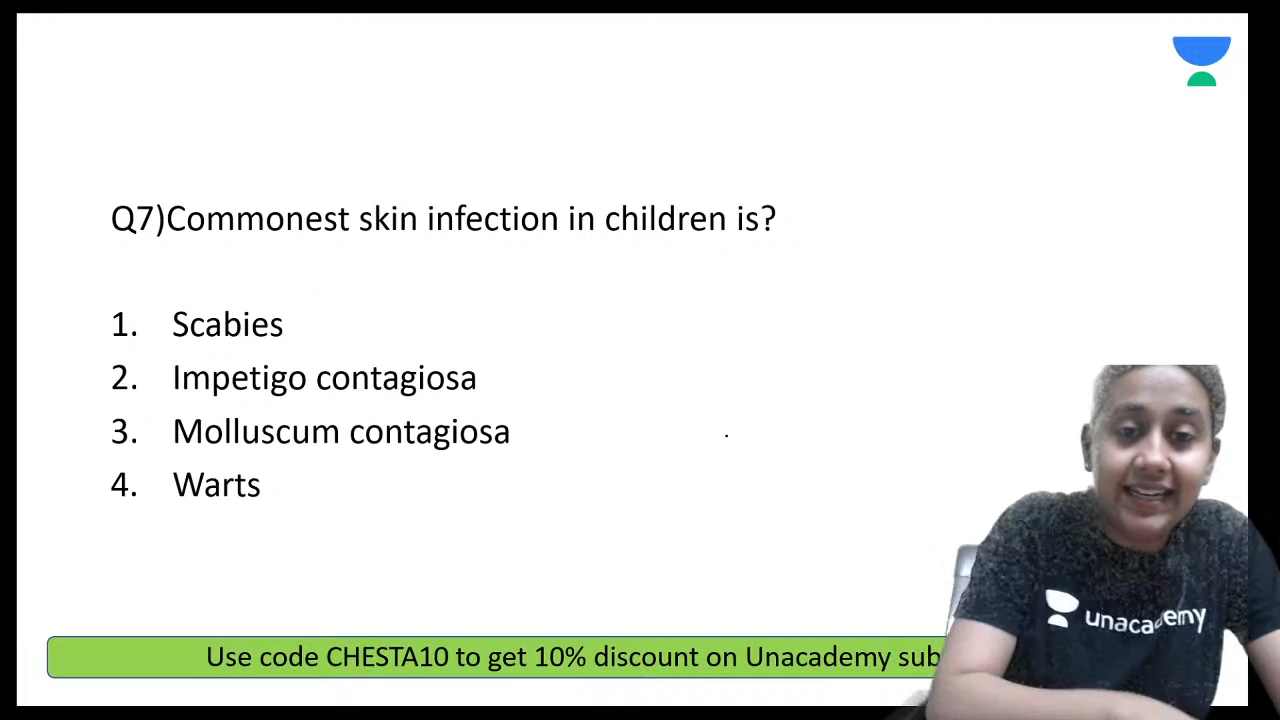 Q7)Commonest skin infection in children is?
1. Scabies
2. Impetigo contagiosa
3. Molluscum contagiosa
4. Warts
unacademy
Use code CHESTA10 to get 10% discount on Unacademy sub